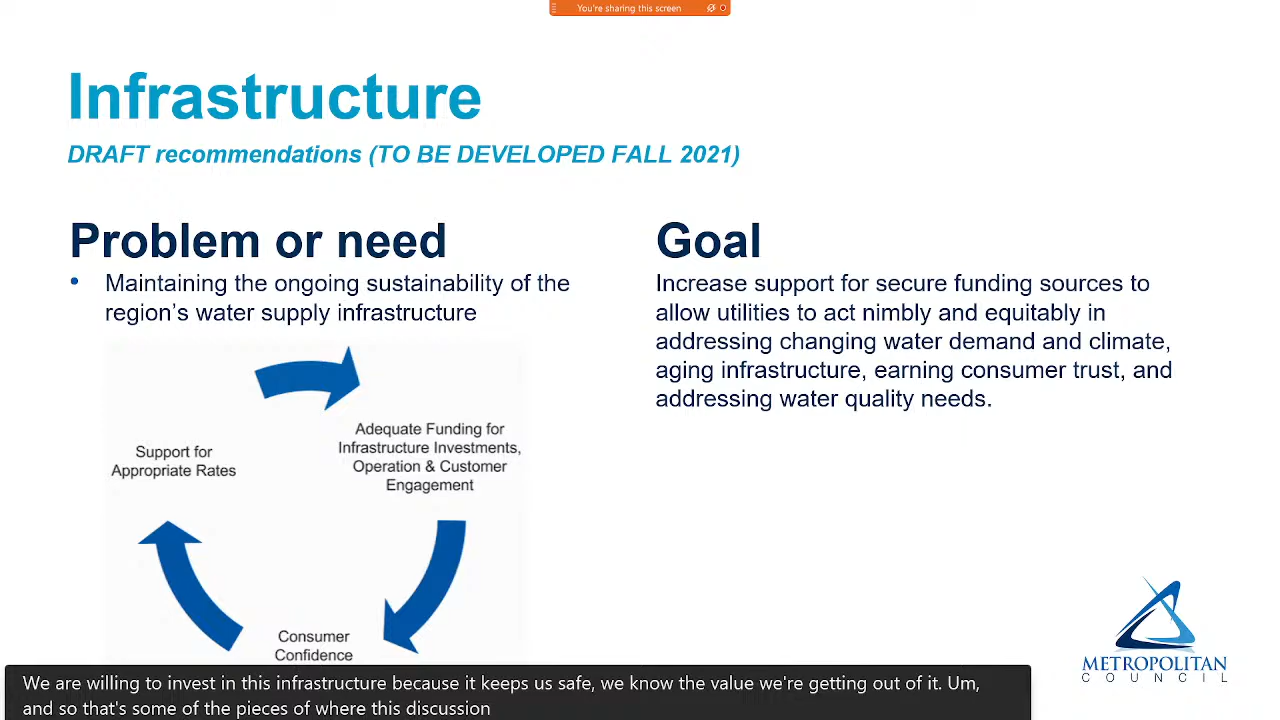 You're sharing this screen
Infrastructure
DRAFT recommendations (TO BE DEVELOPED FALL 2021)
Problem or need
• Maintaining the ongoing sustainability of the
region's water supply infrastructure
Support for
Appropriate Rates
Adequate Funding for
Infrastructure Investments,
Operation & Customer
Engagement
Consumer
Confidence
Goal
Increase support for secure funding sources to
allow utilities to act nimbly and equitably in
addressing changing water demand and climate,
aging infrastructure, earning consumer trust, and
addressing water quality needs.
METROPOLITAN
COUNCIL
We are willing to invest in this infrastructure because it keeps us safe, we know the value we're getting out of it. Um,
and so that's some of the pieces of where this discussion